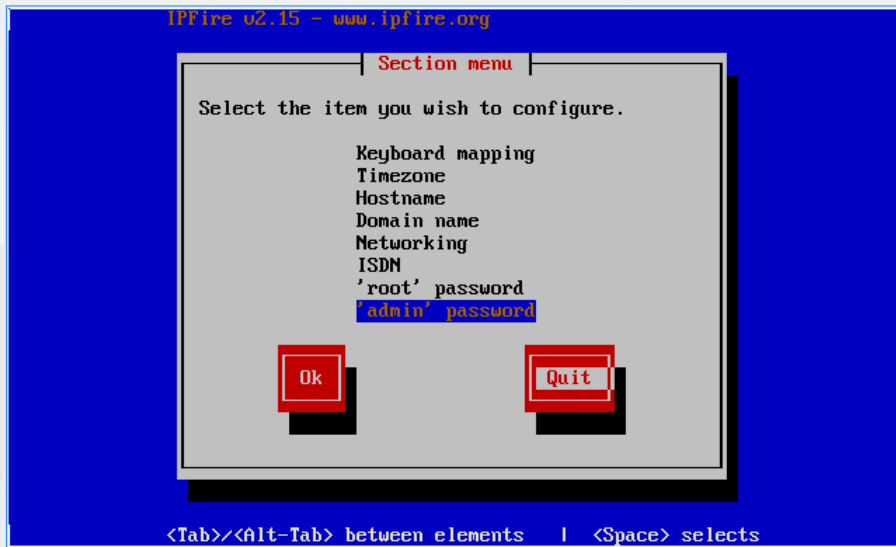 IPFire v2.15 - www.ipfire.org
Section menu
Select the item you wish to configure.
Keyboard mapping
Timezone
Hostname
Domain name
Networking
ISDN
'root' password
'admin' password
Ok Quit
<Tab>/<Alt-Tab> between elements | <Space> selects